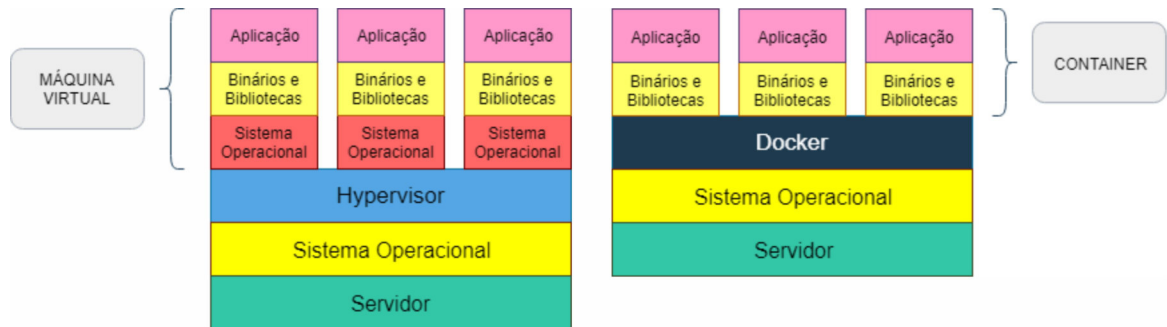 MÁQUINA
VIRTUAL
Aplicação
Aplicação
Aplicação
Binários e
Bibliotecas
Binários e
Bibliotecas
Binários e
Bibliotecas
Sistema
Operacional
Sistema
Operacional
Sistema
Operacional
Hypervisor
Sistema Operacional
Servidor
Aplicação
Aplicação
Aplicação
Binários e
Bibliotecas
Binários e
Bibliotecas
Binários e
Bibliotecas
Docker
Sistema Operacional
Servidor
CONTAINER